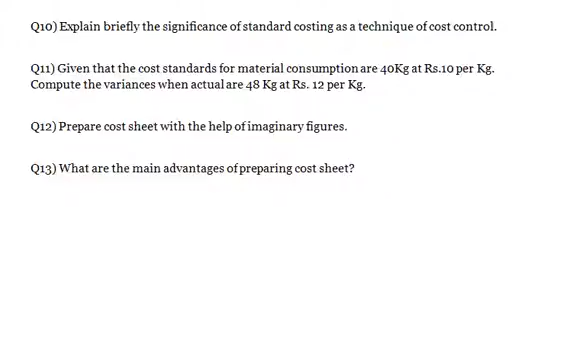 Q10) Explain briefly the significance of standard costing as a technique of cost control.
Q11) Given that the cost standards for material consumption are 40Kg at Rs.10 per Kg.
Compute the variances when actual are 48 Kg at Rs. 12 per Kg.
Q12) Prepare cost sheet with the help of imaginary figures.
Q13) What are the main advantages of preparing cost sheet?